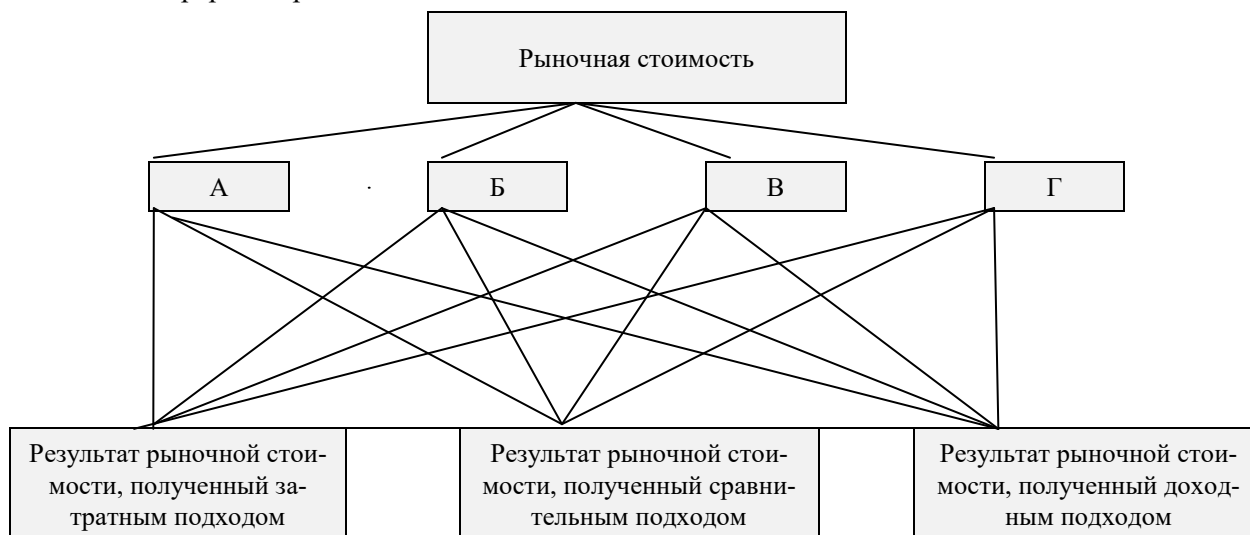 Рыночная стоимость
А
Б
В
Г
Результат рыночной стои-
мости, полученный за-
тратным подходом
Результат рыночной стои-
мости, полученный сравни-
тельным подходом
Результат рыночной стои-
мости, полученный доход-
ным подходом